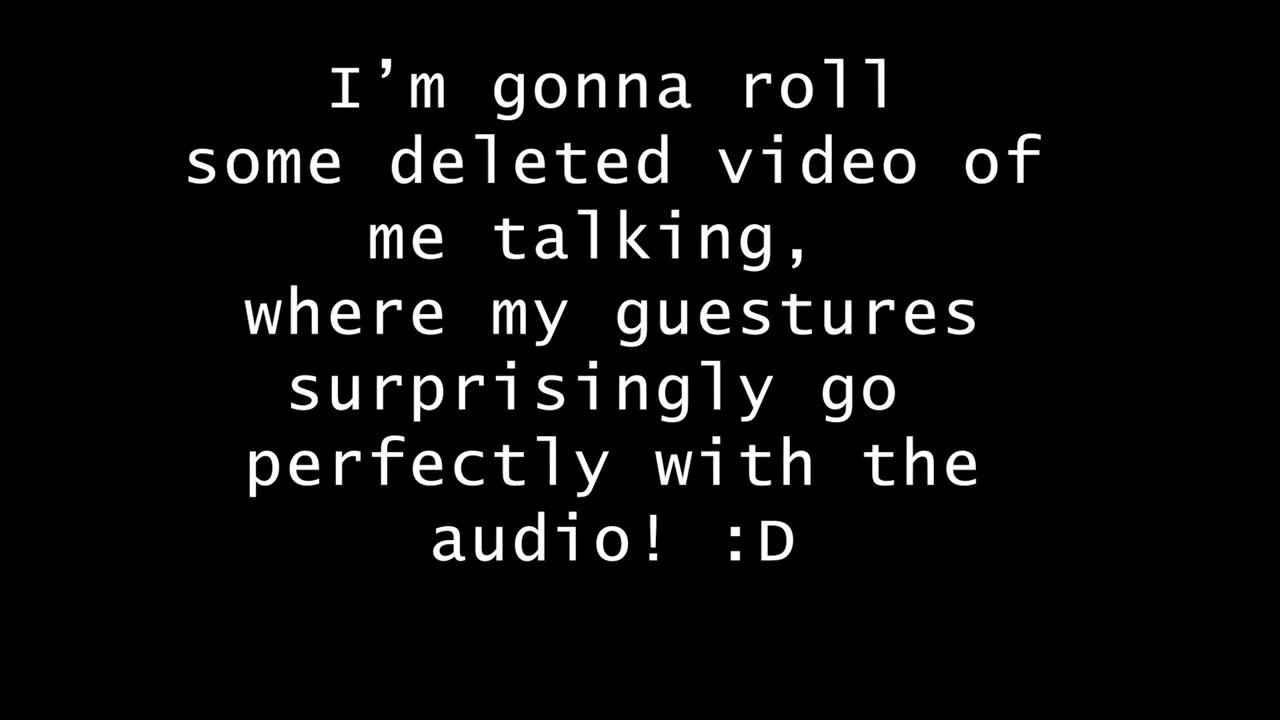 I’m gonna roll
some deleted video of
me talking,
where my guestures
surprisingly go
perfectly with the
audio! :D